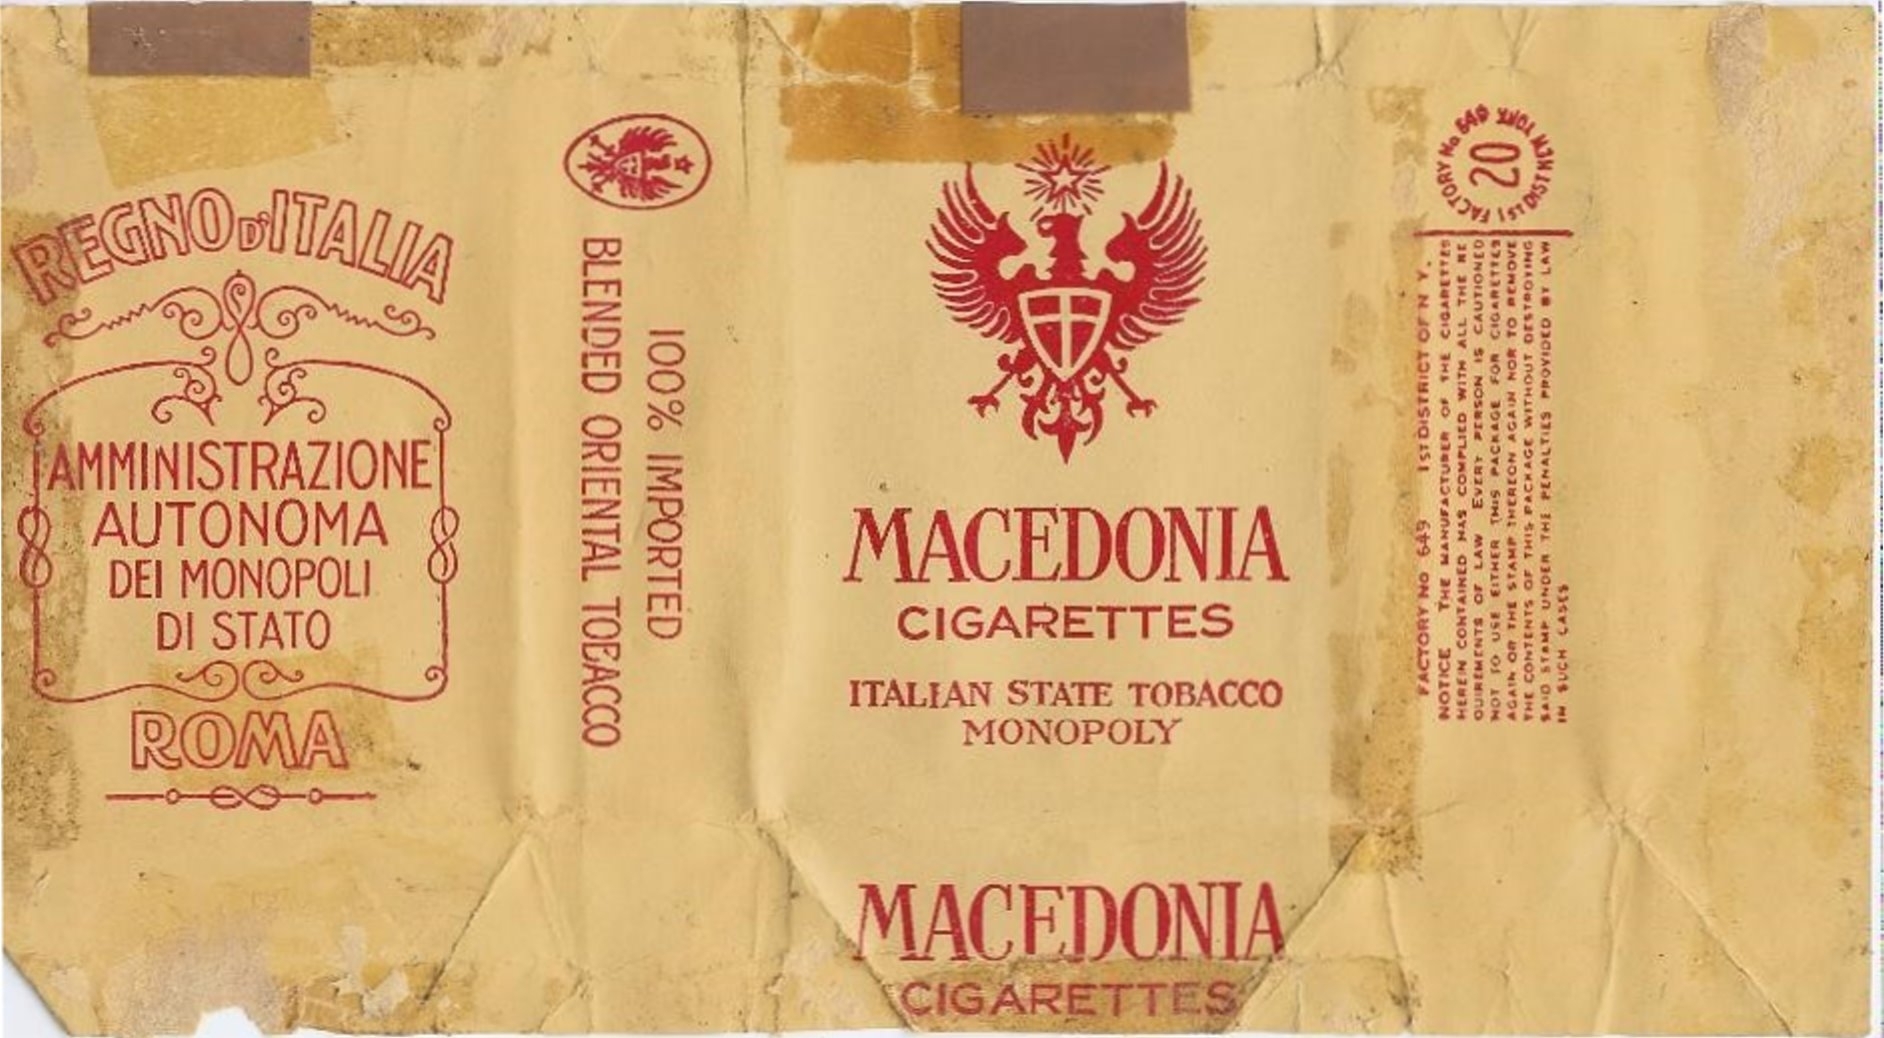 REGNO D'ITALIA
AMMINISTRAZIONE
AUTONOMA
DEI MONOPOLI
DI STATO
ROMA
100% IMPORTED
BLENDED ORIENTAL TOBACCO
MACEDONIA
CIGARETTES
ITALIAN STATE TOBACCO
MONOPOLY
MACEDONIA
CIGARETTES
FACTORY No 649 1ST DIST NEW YORK
20
FACTORY NO 649 1ST DISTRICT OF N Y.
NOTICE THE MANUFACTURER OF THE CIGARETTES
HEREIN CONTAINED HAS COMPLIED WITH ALL THE RE
QUIREMENTS OF LAW EVERY PERSON IS CAUTIONED
NOT TO USE EITHER THIS PACKAGE FOR CIGARETTES
AGAIN OR THE STAMP THEREON AGAIN NOR TO REMOVE
THE CONTENTS OF THIS PACKAGE WITHOUT DESTROYING
SAID STAMP UNDER THE PENALTIES PROVIDED BY LAW
IN SUCH CASES